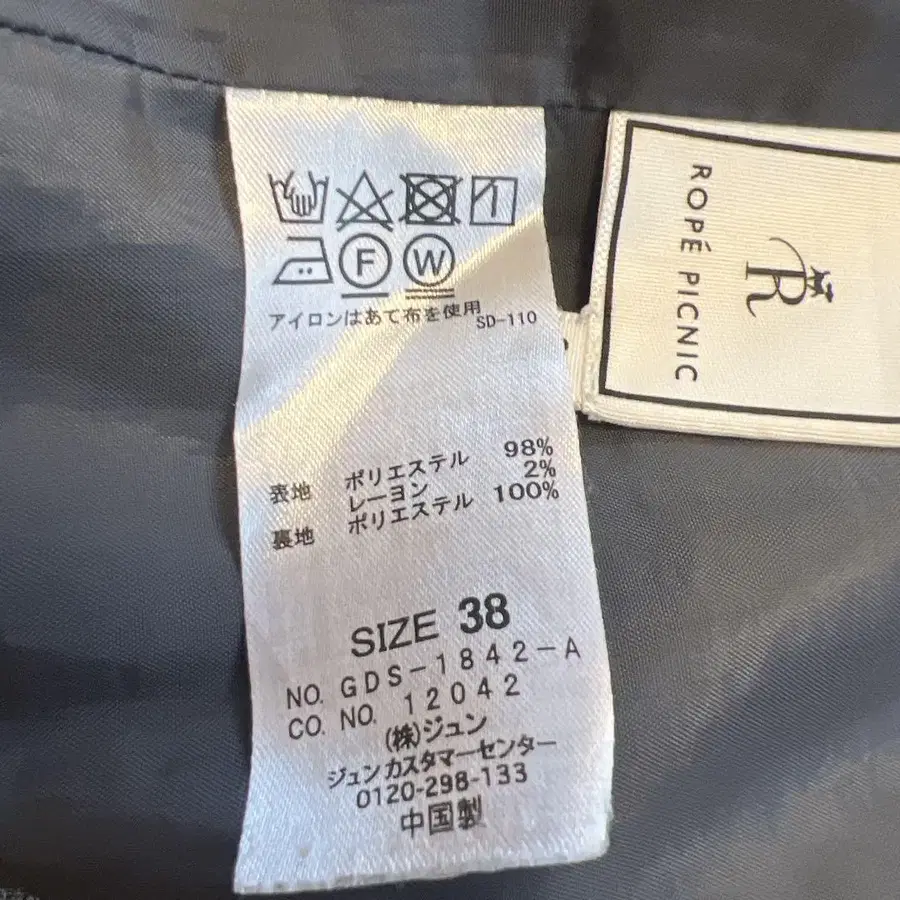 F W
アイロンはあて布を使用
SD-110
表地 ポリエステル 98%
レーヨン 2%
裏地 ポリエステル 100%
SIZE 38
NO. GDS-1842-A
CO. NO. 12042
(株)ジュン
ジュンカスタマーセンター
0120-298-133
中国製
R
ROPÉ PICNIC